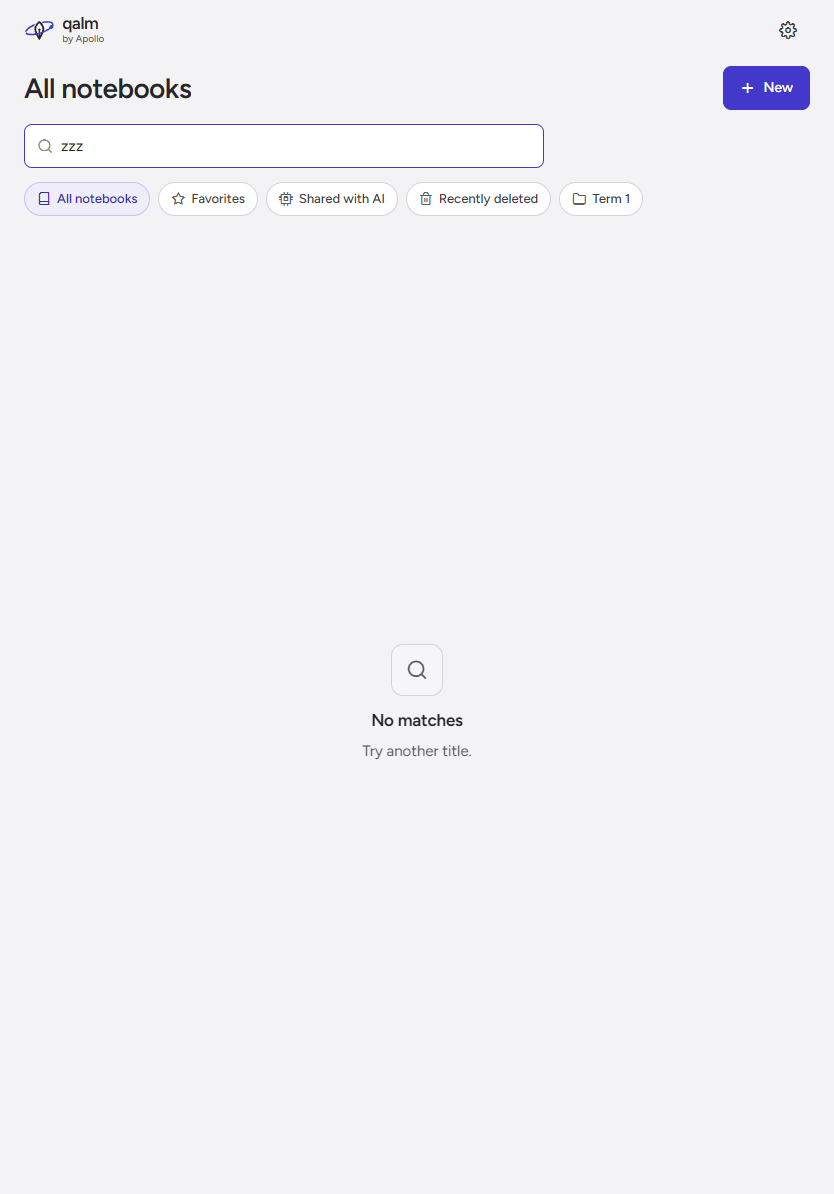 qalm
by Apollo
All notebooks
New
zzz
All notebooks
Favorites
Shared with AI
Recently deleted
Term 1
No matches
Try another title.